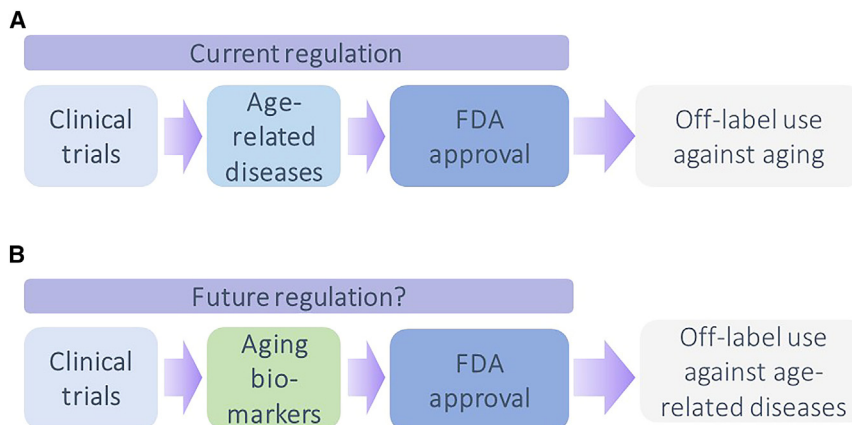 A
Current regulation
Clinical
trials
Age-
related
diseases
FDA
approval
Off-label use
against aging
B
Future regulation?
Clinical
trials
Aging
bio-
markers
FDA
approval
Off-label use
against age-
related diseases